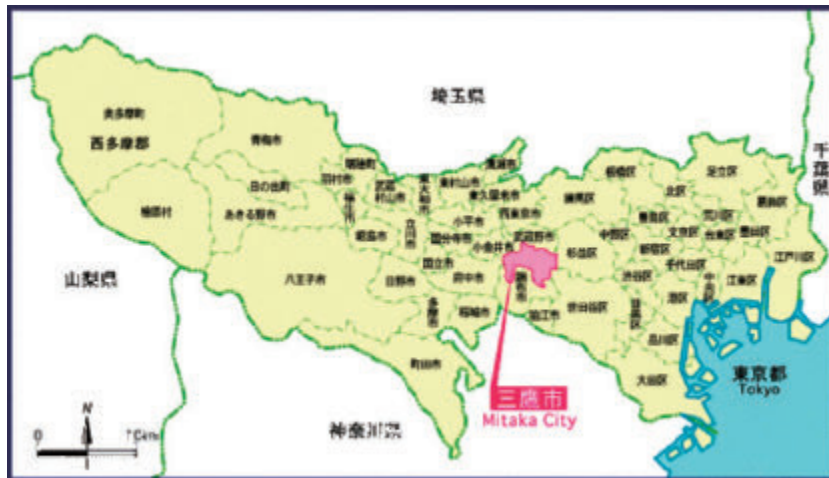 埼玉県
千葉県
山梨県
神奈川県
東京都
Tokyo
三鷹市
Mitaka City
奥多摩町
西多摩郡
檜原村
青梅市
日の出町
あきる野市
八王子市
羽村市
瑞穂町
福生市
武蔵
村山市
昭島市
東大和市
立川市
東村山市
清瀬市
東久留米市
小平市
西東京市
国分寺市
小金井市
武蔵野市
国立市
府中市
日野市
多摩市
稲城市
町田市
調布市
狛江市
練馬区
板橋区
北区
足立区
葛飾区
杉並区
中野区
豊島区
文京区
荒川区
台東区
墨田区
江戸川区
新宿区
千代田区
渋谷区
中央区
江東区
世田谷区
目黒区
港区
品川区
大田区
N
0
10km